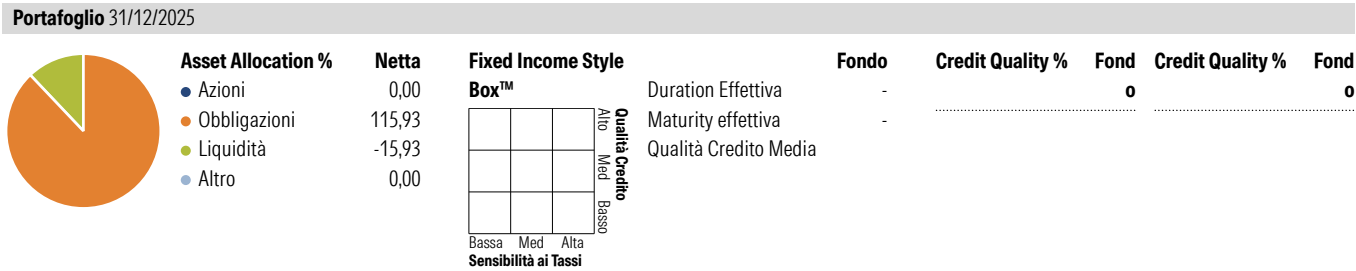 Portafoglio 31/12/2025
Asset Allocation % Netta
Azioni 0,00
Obbligazioni 115,93
Liquidità -15,93
Altro 0,00
Fixed Income Style
Box™
Alto Med Basso
Qualità Credito
Bassa Med Alta
Sensibilità ai Tassi
Fondo
Duration Effettiva -
Maturity effettiva -
Qualità Credito Media
Credit Quality % Fond Credit Quality % Fond
o o